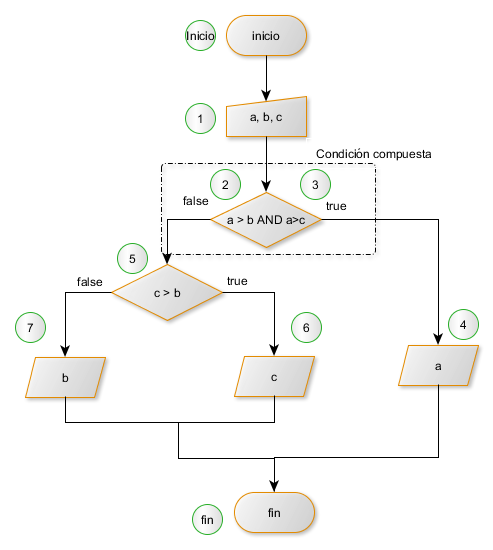 Inicio
inicio
1
a, b, c
Condición compuesta
2
3
false
true
a > b AND a>c
5
false
true
c > b
7
6
4
b
c
a
fin
fin